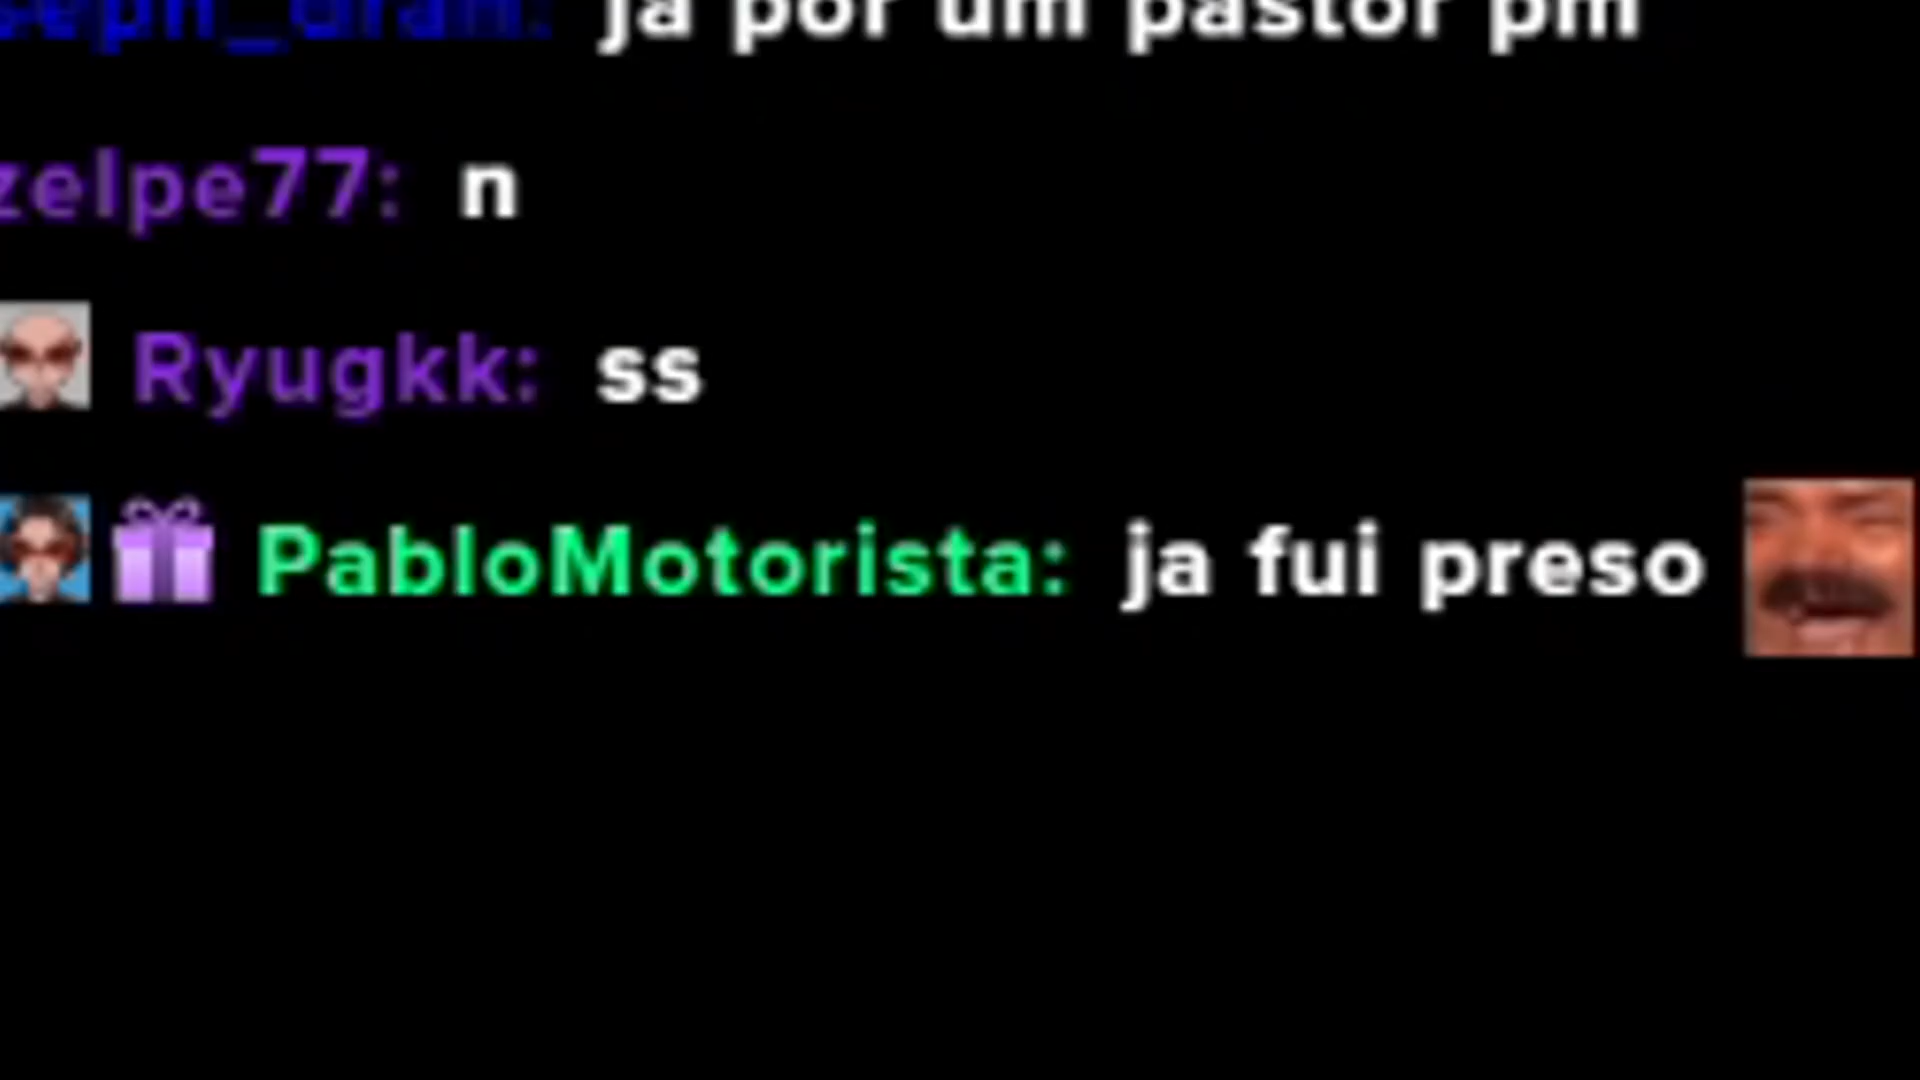 ja por um pastor pm
zelpe77: n
Ryugkk: ss
PabloMotorista: ja fui preso